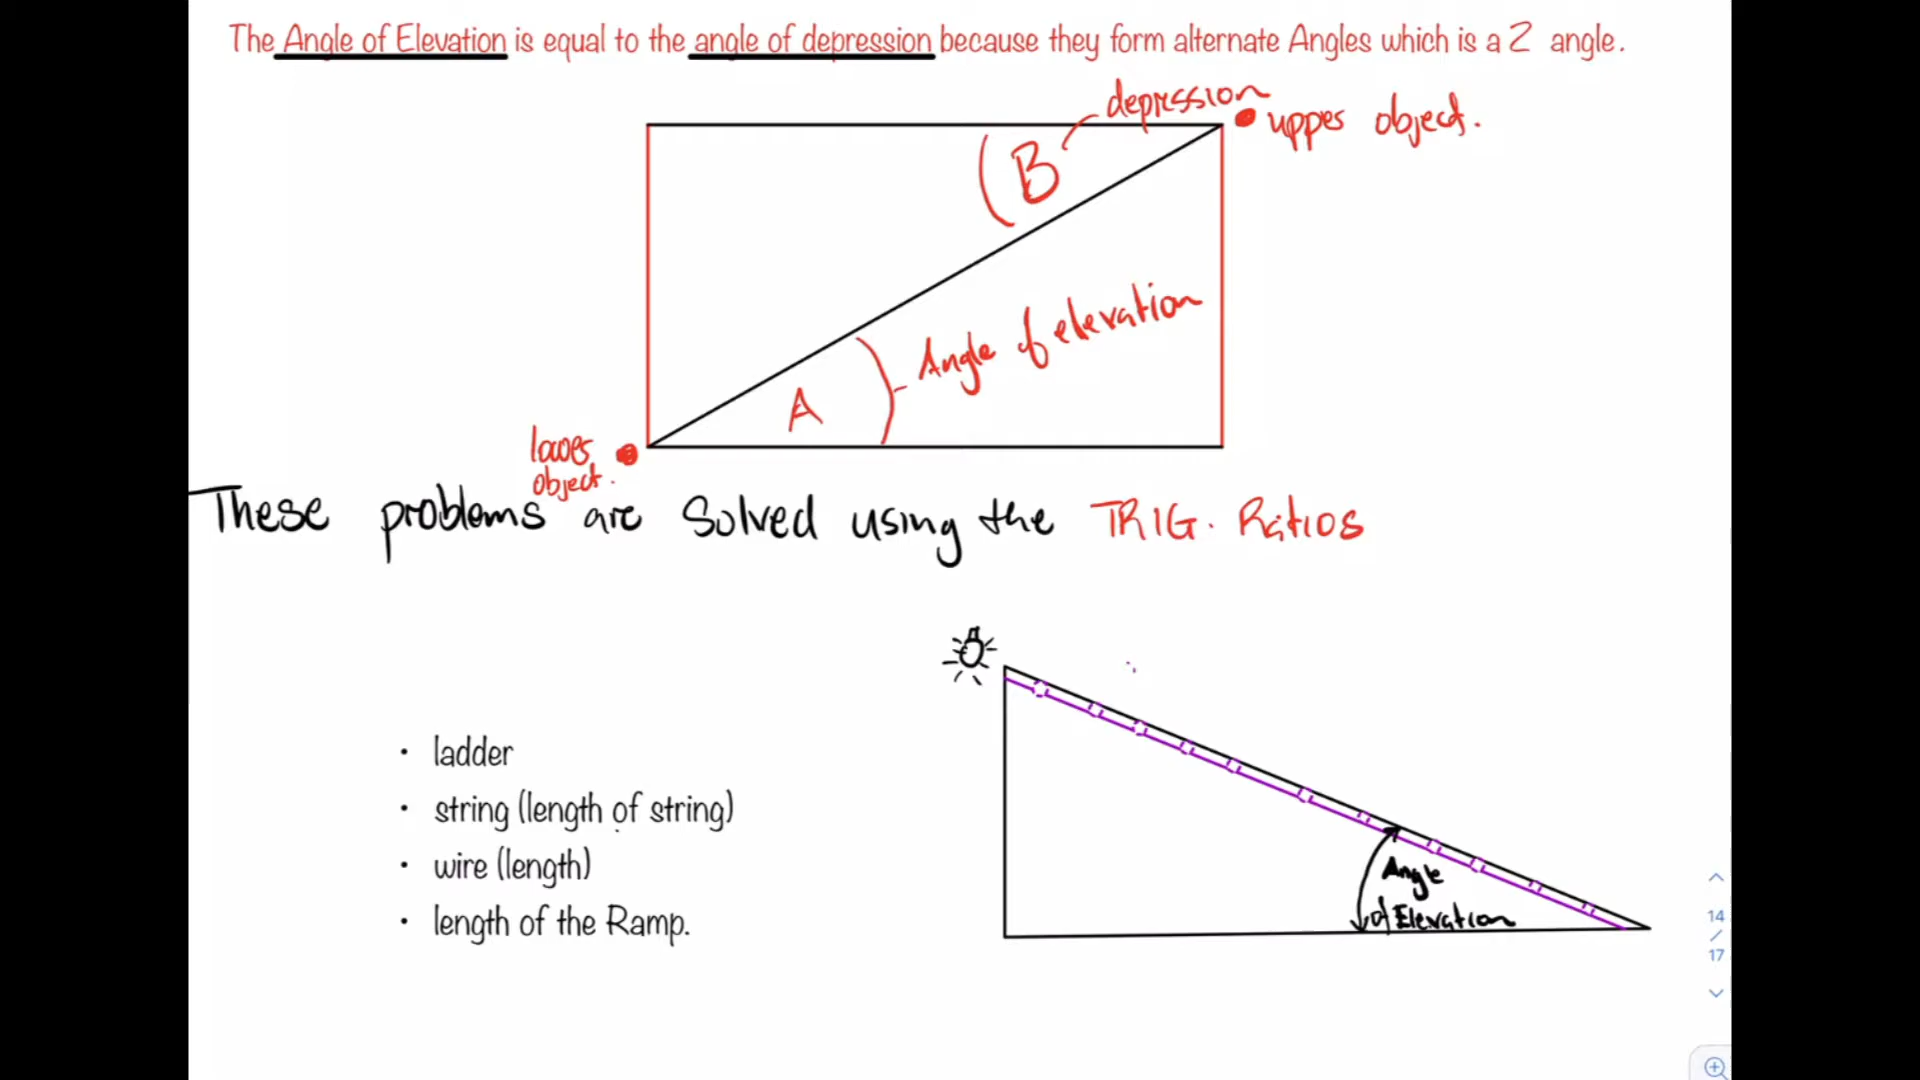 The Angle of Elevation is equal to the angle of depression because they form alternate Angles which is a Z angle.
depression
upper object.
B
Angle of elevation
A
lower
object.
These problems are solved using the TRIG. Ratios
• ladder
• string (length of string)
• wire (length)
• length of the Ramp.
Angle
of Elevation
14
/
17